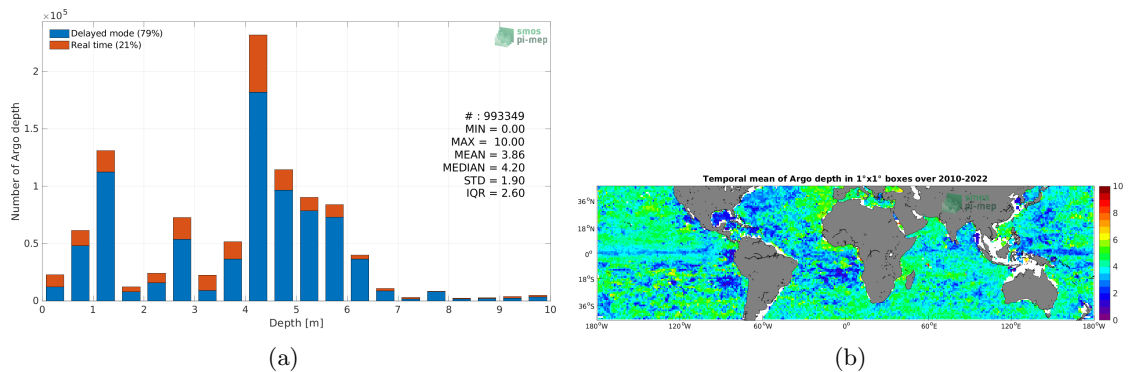 ×10⁵
Delayed mode (79%)
Real time (21%)
smos
pi-mep
# : 993349
MIN = 0.00
MAX = 10.00
MEAN = 3.86
MEDIAN = 4.20
STD = 1.90
IQR = 2.60
Number of Argo depth
2
1.5
1
0.5
0
0 1 2 3 4 5 6 7 8 9 10
Depth [m]
(a)
Temporal mean of Argo depth in 1°x1° boxes over 2010-2022
smos
pi-mep
36°N
18°N
0°
18°S
36°S
180°W 120°W 60°W 0° 60°E 120°E 180°W
10
8
6
4
2
0
(b)